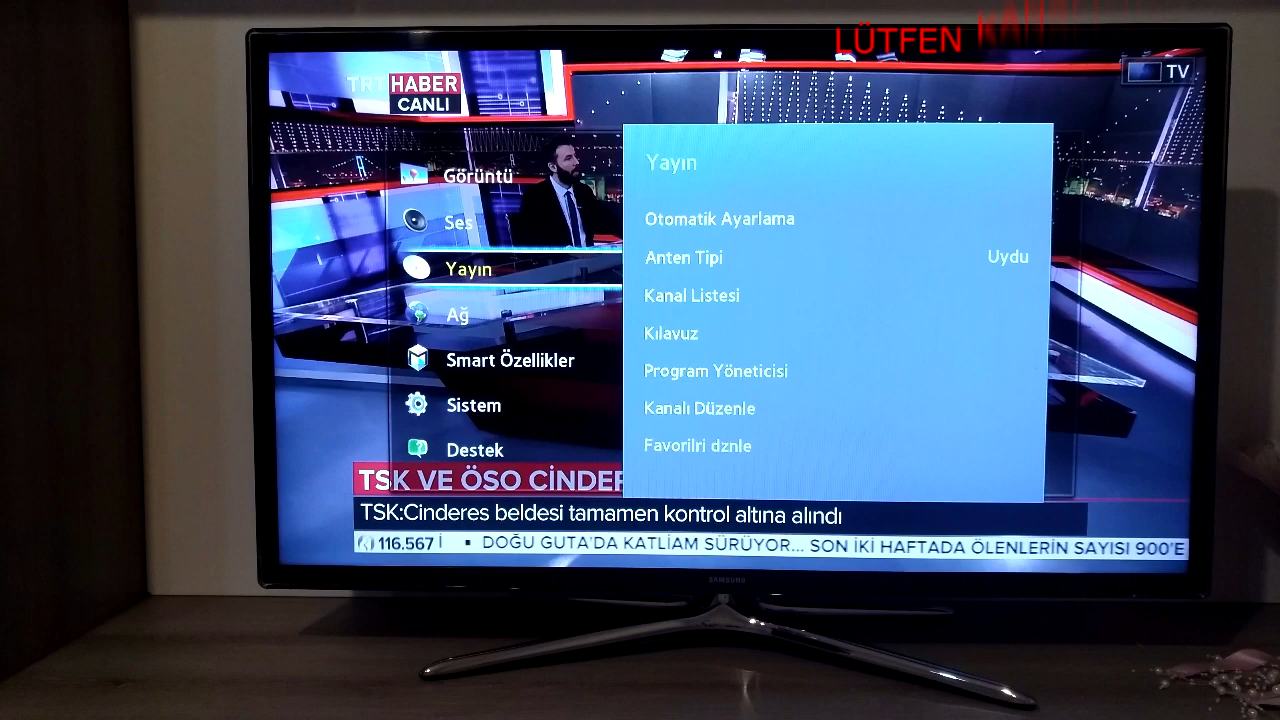 LÜTFEN
TV
TRT HABER
CANLI
Görüntü
Ses
Yayın
Ağ
Smart Özellikler
Sistem
Destek
Yayın
Otomatik Ayarlama
Anten Tipi Uydu
Kanal Listesi
Kılavuz
Program Yöneticisi
Kanalı Düzenle
Favorilri dznle
TSK VE ÖSO CİNDER
TSK:Cinderes beldesi tamamen kontrol altına alındı
116.567 ▪ DOĞU GUTA'DA KATLİAM SÜRÜYOR... SON İKİ HAFTADA ÖLENLERİN SAYISI 900'E
SAMSUNG